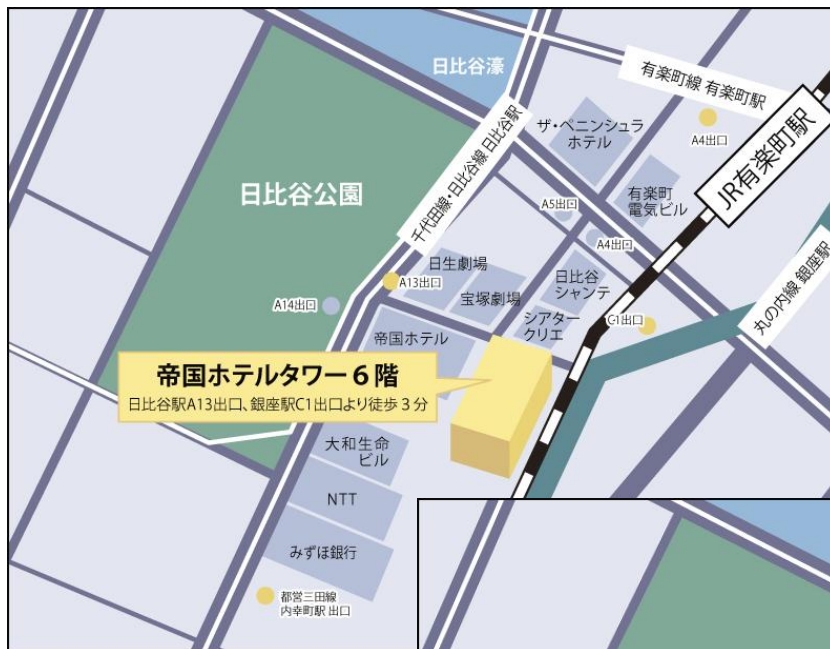 日比谷濠
有楽町線 有楽町駅
A4出口
ザ・ペニンシュラ
ホテル
JR有楽町駅
千代田線・日比谷線 日比谷駅
日比谷公園
有楽町
電気ビル
A5出口
A4出口
丸の内線 銀座駅
日生劇場
A13出口
日比谷
シャンテ
宝塚劇場
A14出口
シアター
クリエ
C1出口
帝国ホテル
帝国ホテルタワー6階
日比谷駅A13出口、銀座駅C1出口より徒歩3分
大和生命
ビル
NTT
みずほ銀行
都営三田線
内幸町駅 出口